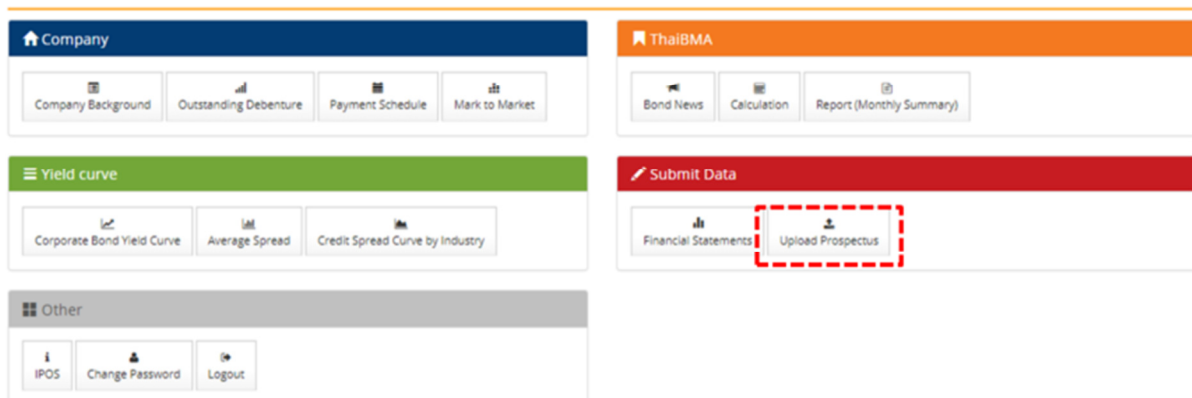 Company
Company Background
Outstanding Debenture
Payment Schedule
Mark to Market
ThaiBMA
Bond News
Calculation
Report (Monthly Summary)
Yield curve
Corporate Bond Yield Curve
Average Spread
Credit Spread Curve by Industry
Submit Data
Financial Statements
Upload Prospectus
Other
IPOS
Change Password
Logout